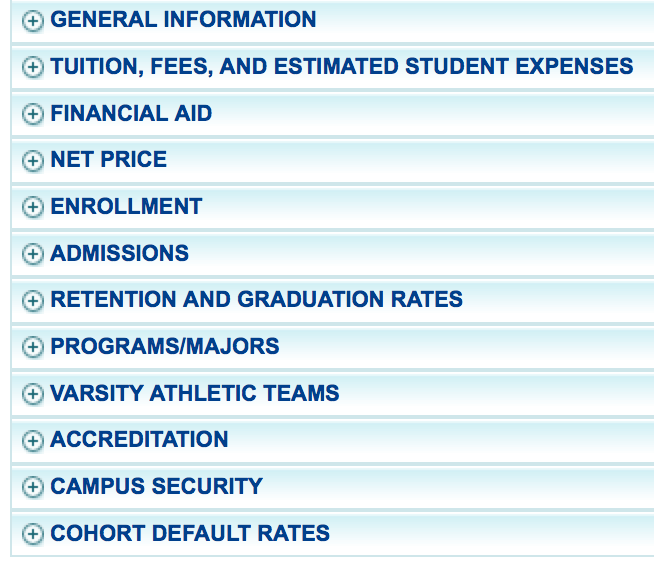 GENERAL INFORMATION
TUITION, FEES, AND ESTIMATED STUDENT EXPENSES
FINANCIAL AID
NET PRICE
ENROLLMENT
ADMISSIONS
RETENTION AND GRADUATION RATES
PROGRAMS/MAJORS
VARSITY ATHLETIC TEAMS
ACCREDITATION
CAMPUS SECURITY
COHORT DEFAULT RATES